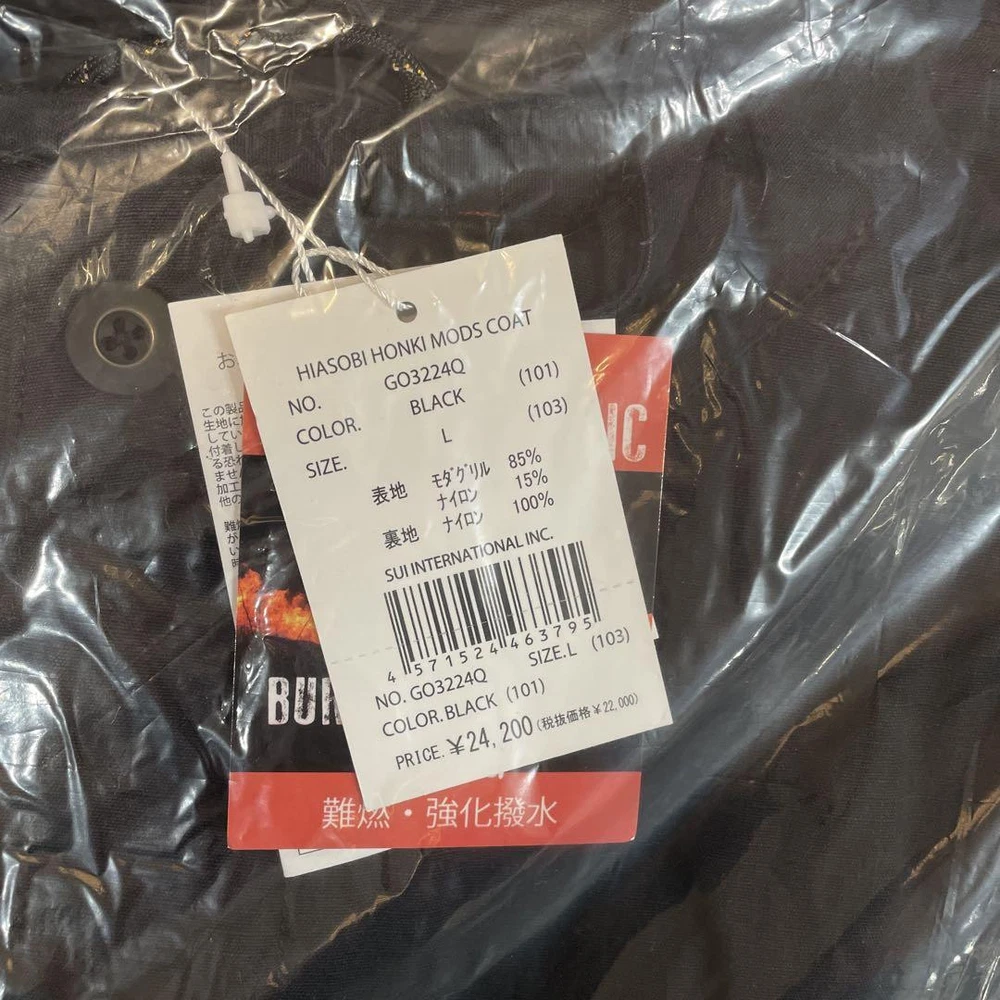 HIASOBI HONKI MODS COAT
NO. GO3224Q
COLOR. BLACK (101)
SIZE. L (103)
表地 モダグリル 85%
ナイロン 15%
裏地 ナイロン 100%
SUI INTERNATIONAL INC.
4 571524 463795
NO. GO3224Q SIZE.L (103)
COLOR.BLACK (101)
PRICE.¥24,200(税抜価格¥22,000)
難燃・強化撥水